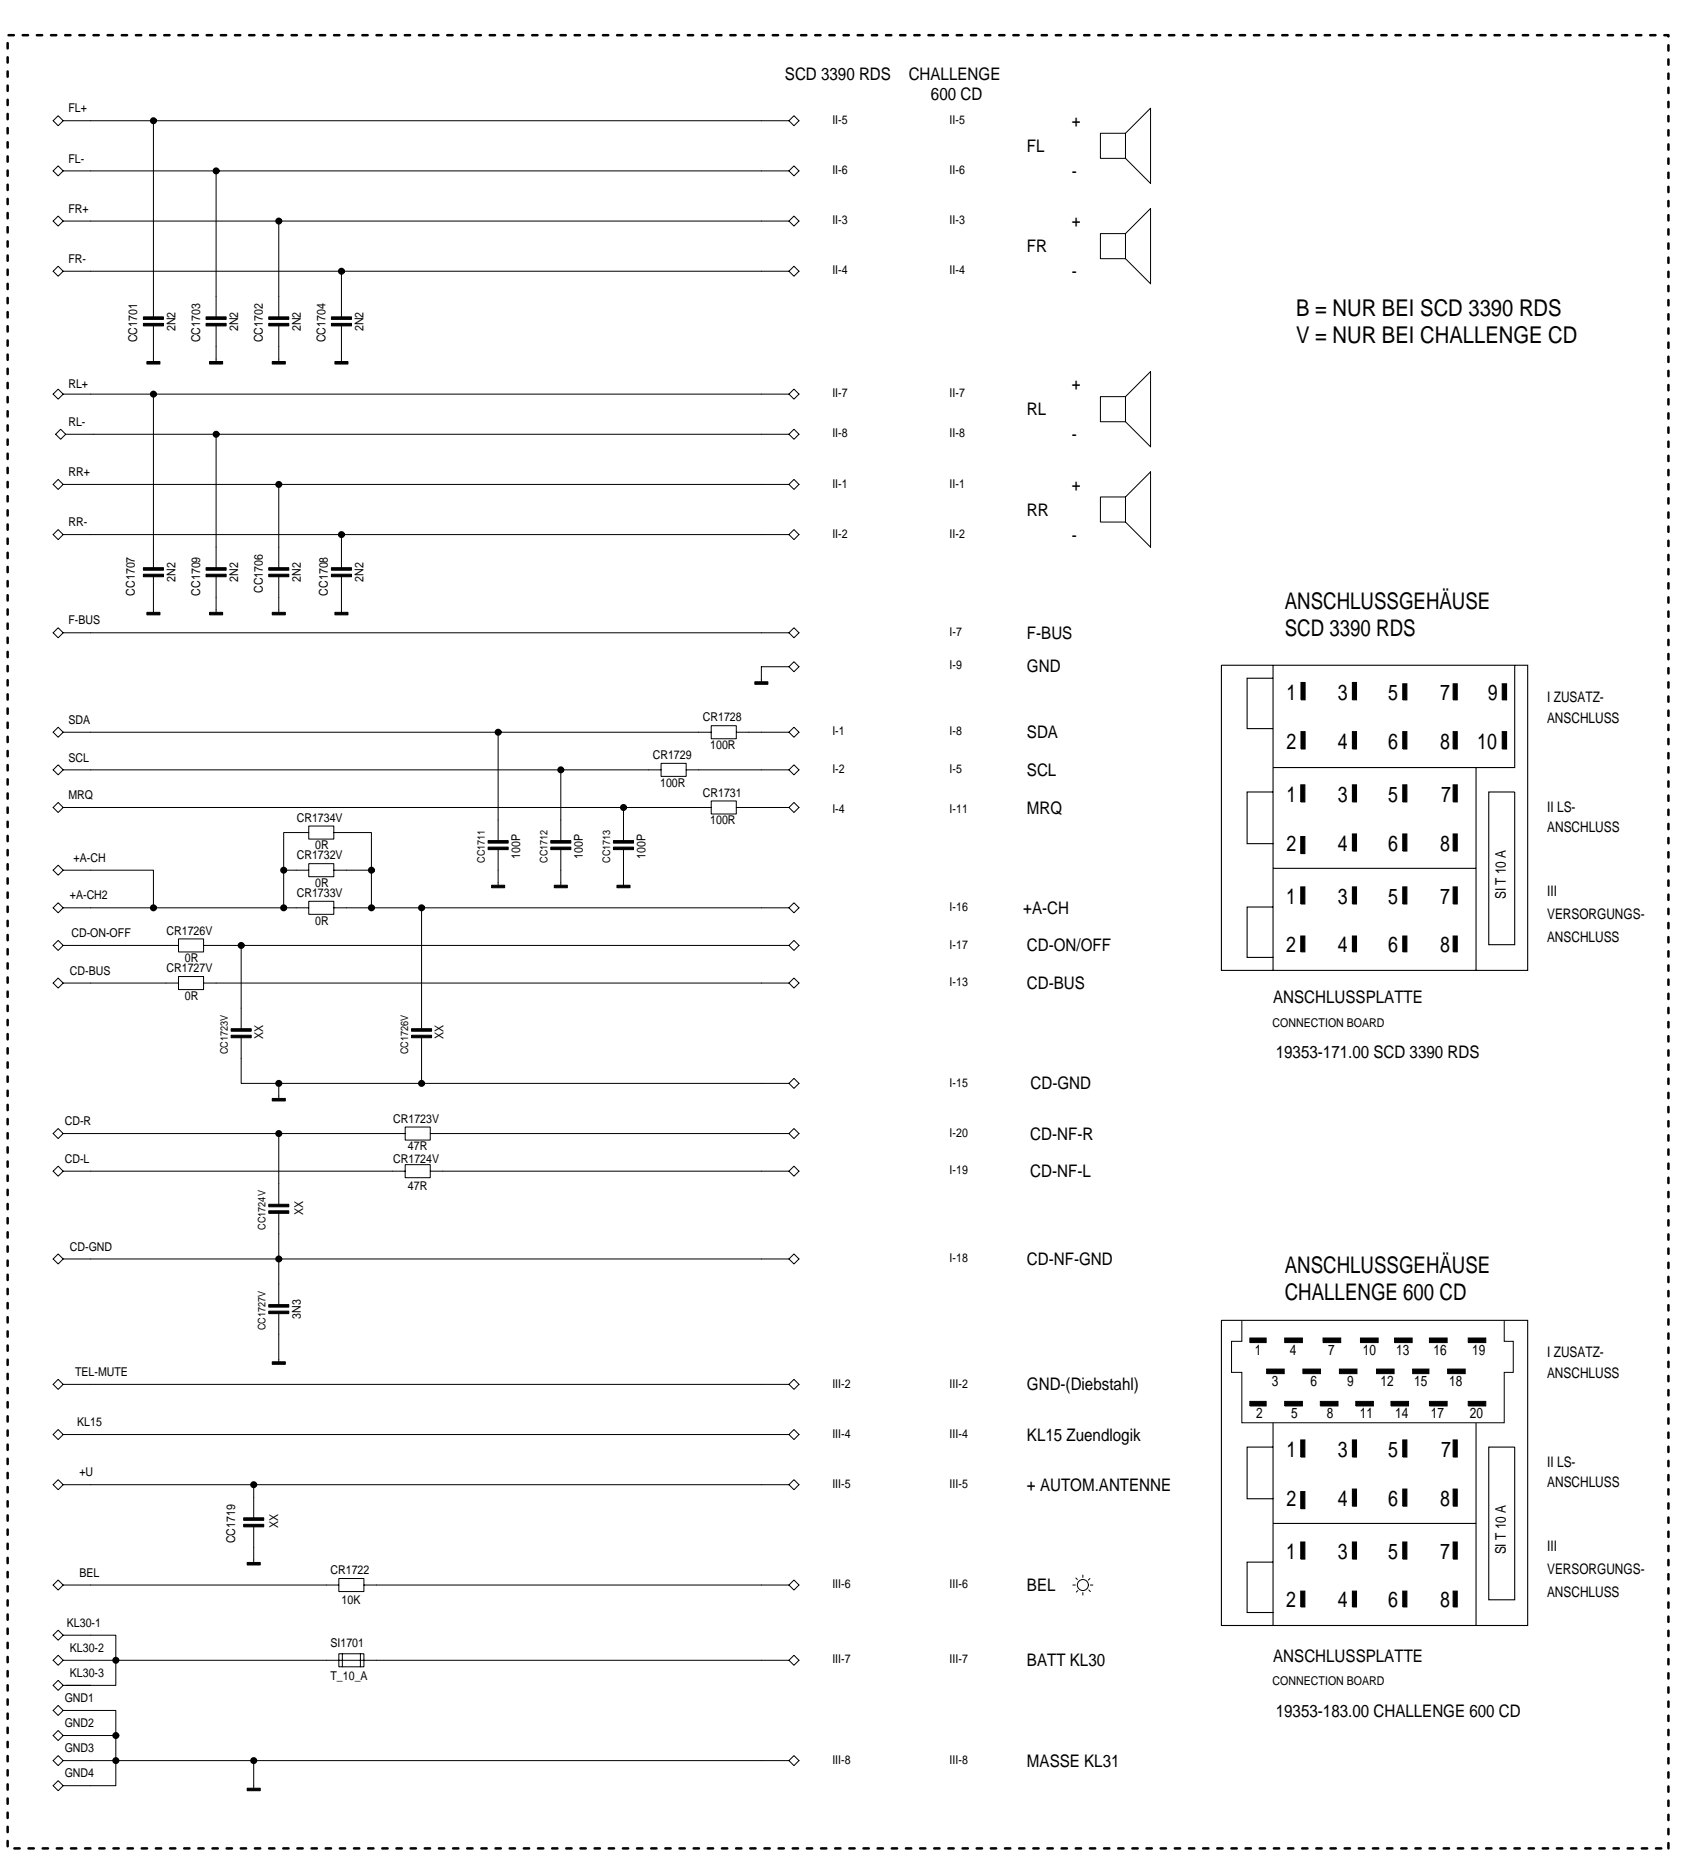 SCD 3390 RDS CHALLENGE
600 CD
FL+
II-5 II-5 +
FL
FL-
II-6 II-6 -
FR+
II-3 II-3 +
FR
FR-
II-4 II-4 -
CC1701 2N2 CC1703 2N2 CC1702 2N2 CC1704 2N2
B = NUR BEI SCD 3390 RDS
V = NUR BEI CHALLENGE CD
RL+
II-7 II-7 +
RL
RL-
II-8 II-8 -
RR+
II-1 II-1 +
RR
RR-
II-2 II-2 -
CC1707 2N2 CC1709 2N2 CC1706 2N2 CC1708 2N2
F-BUS
I-7 F-BUS
I-9 GND
SDA CR1728
100R
I-1 I-8 SDA
SCL CR1729
100R
I-2 I-5 SCL
MRQ CR1731
100R
I-4 I-11 MRQ
CC1711 100P CC1712 100P CC1713 100P
CR1734V
0R
+A-CH CR1732V
0R
+A-CH2 CR1733V
0R
I-16 +A-CH
CD-ON-OFF CR1726V
0R
I-17 CD-ON/OFF
CD-BUS CR1727V
0R
I-13 CD-BUS
CC1723V XX CC1726V XX
I-15 CD-GND
CD-R CR1723V
47R
I-20 CD-NF-R
CD-L CR1724V
47R
I-19 CD-NF-L
CC1724V XX
CD-GND
I-18 CD-NF-GND
CC1727V 3N3
TEL-MUTE
III-2 III-2 GND-(Diebstahl)
KL15
III-4 III-4 KL15 Zuendlogik
+U
III-5 III-5 + AUTOM.ANTENNE
CC1719 XX
BEL CR1722
10K
III-6 III-6 BEL
KL30-1
KL30-2
KL30-3
SI1701
T_10_A
III-7 III-7 BATT KL30
GND1
GND2
GND3
GND4
III-8 III-8 MASSE KL31
ANSCHLUSSGEHÄUSE
SCD 3390 RDS
1 3 5 7 9
2 4 6 8 10
I ZUSATZ-
ANSCHLUSS
1 3 5 7
2 4 6 8
II LS-
ANSCHLUSS
1 3 5 7
2 4 6 8
SI T 10 A
III
VERSORGUNGS-
ANSCHLUSS
ANSCHLUSSPLATTE
CONNECTION BOARD
19353-171.00 SCD 3390 RDS
ANSCHLUSSGEHÄUSE
CHALLENGE 600 CD
1 4 7 10 13 16 19
3 6 9 12 15 18
2 5 8 11 14 17 20
I ZUSATZ-
ANSCHLUSS
1 3 5 7
2 4 6 8
II LS-
ANSCHLUSS
1 3 5 7
2 4 6 8
SI T 10 A
III
VERSORGUNGS-
ANSCHLUSS
ANSCHLUSSPLATTE
CONNECTION BOARD
19353-183.00 CHALLENGE 600 CD